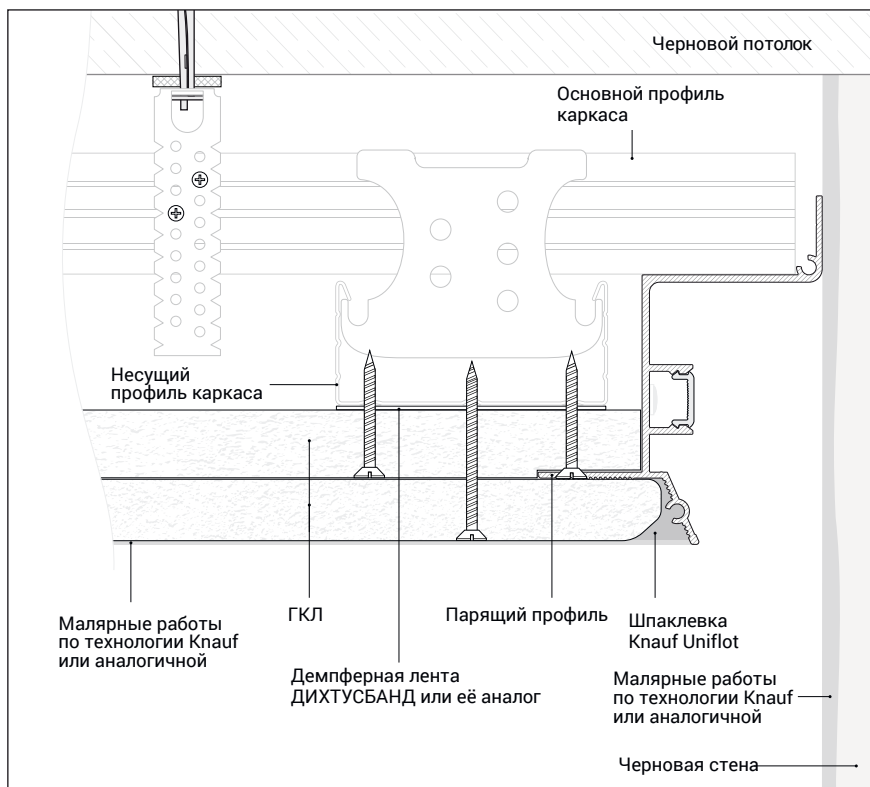 Черновой потолок
Основной профиль
каркаса
Несущий
профиль каркаса
Малярные работы
по технологии Knauf
или аналогичной
ГКЛ
Демпферная лента
ДИХТУСБАНД или её аналог
Парящий профиль
Шпаклевка
Knauf Uniflot
Малярные работы
по технологии Knauf
или аналогичной
Черновая стена